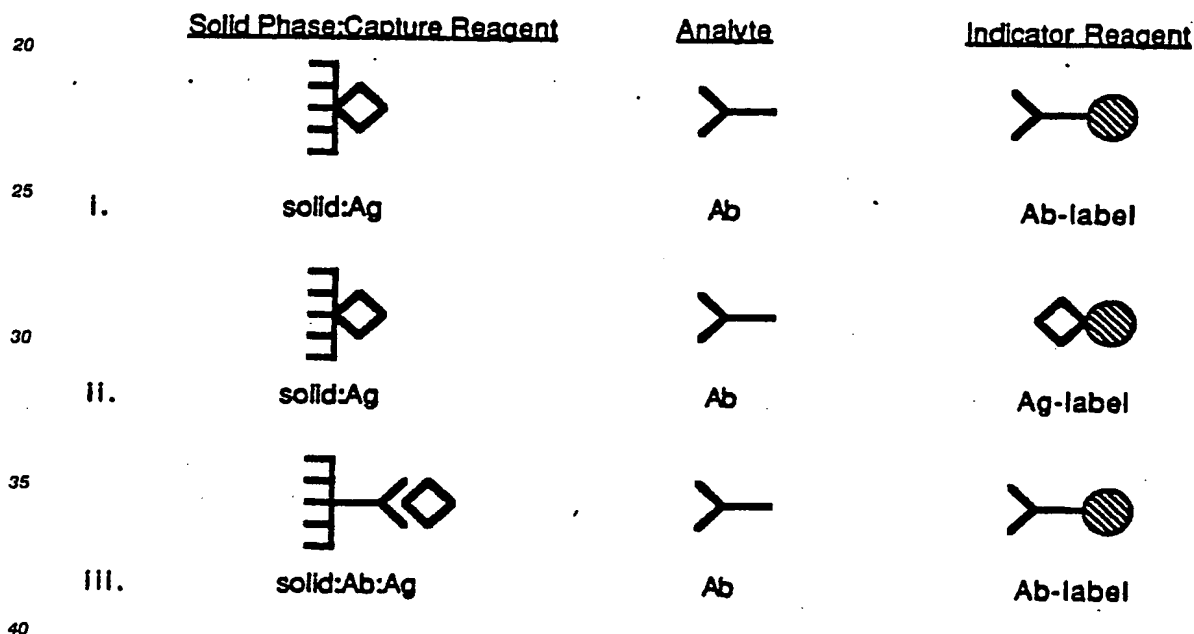 20
Solid Phase:Capture Reagent Analyte Indicator Reagent
25
i. solid:Ag Ab Ab-label
30
ii. solid:Ag Ab Ag-label
35
iii. solid:Ab:Ag Ab Ab-label
40